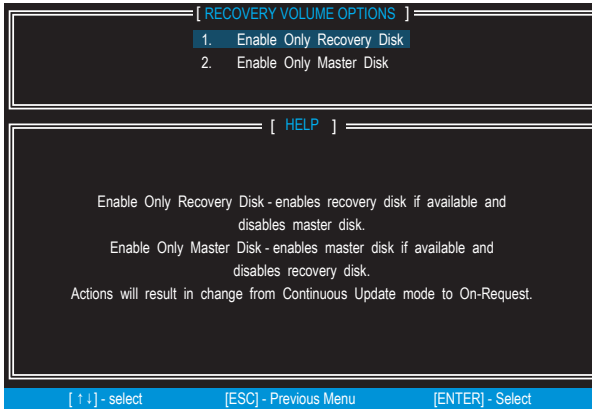 [ RECOVERY VOLUME OPTIONS ]
1. Enable Only Recovery Disk
2. Enable Only Master Disk
[ HELP ]
Enable Only Recovery Disk - enables recovery disk if available and
disables master disk.
Enable Only Master Disk - enables master disk if available and
disables recovery disk.
Actions will result in change from Continuous Update mode to On-Request.
[ ↑↓] - select [ESC] - Previous Menu [ENTER] - Select